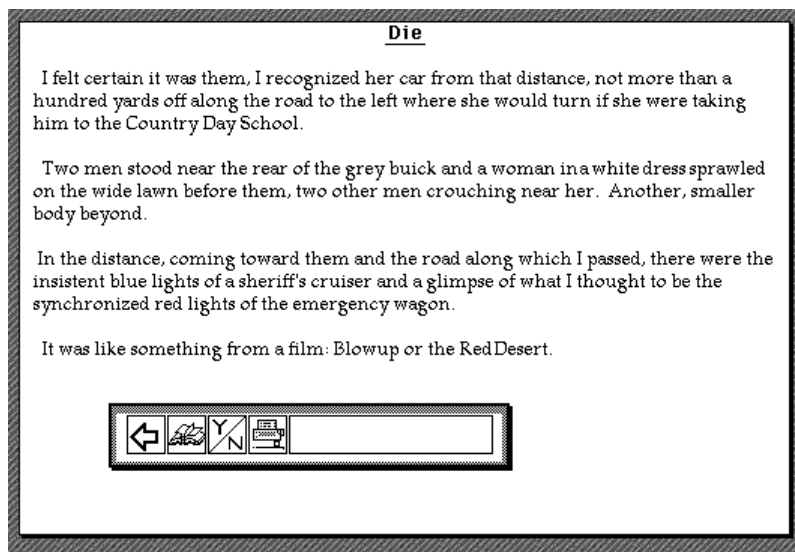 Die
I felt certain it was them, I recognized her car from that distance, not more than a
hundred yards off along the road to the left where she would turn if she were taking
him to the Country Day School.
Two men stood near the rear of the grey buick and a woman in a white dress sprawled
on the wide lawn before them, two other men crouching near her. Another, smaller
body beyond.
In the distance, coming toward them and the road along which I passed, there were the
insistent blue lights of a sheriff's cruiser and a glimpse of what I thought to be the
synchronized red lights of the emergency wagon.
It was like something from a film: Blowup or the Red Desert.
Y/N